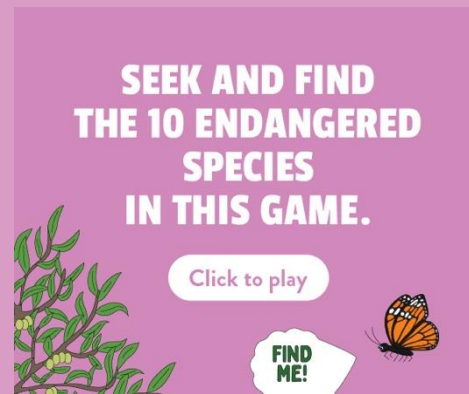 SEEK AND FIND
THE 10 ENDANGERED
SPECIES
IN THIS GAME.
Click to play
FIND
ME!